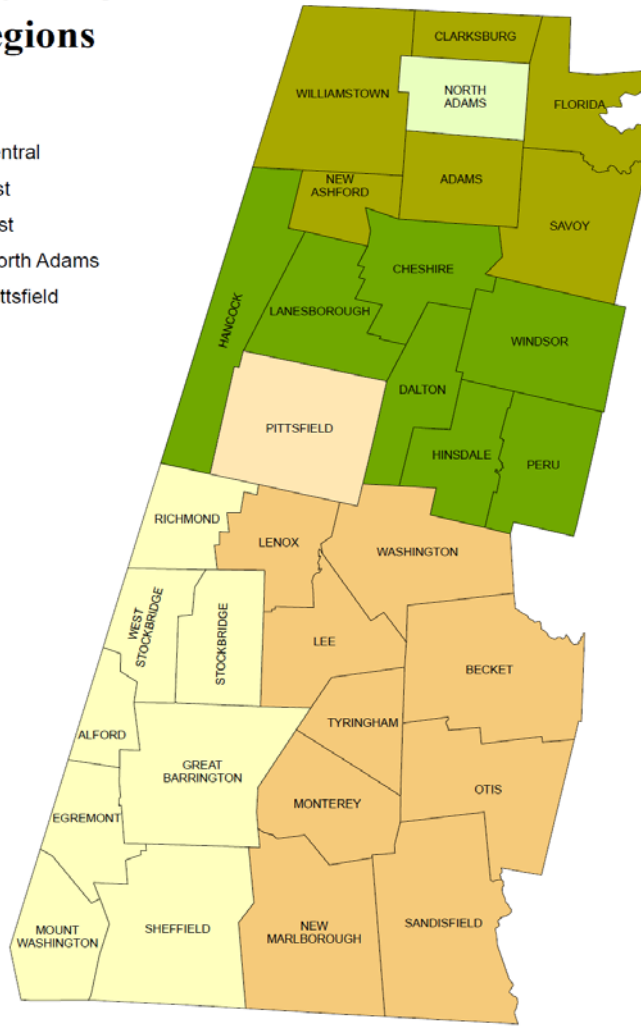 egions
entral
st
st
orth Adams
ttsfield
CLARKSBURG
WILLIAMSTOWN
NORTH
ADAMS
FLORIDA
NEW
ASHFORD
ADAMS
SAVOY
CHESHIRE
HANCOCK
LANESBOROUGH
WINDSOR
DALTON
PITTSFIELD
HINSDALE
PERU
RICHMOND
LENOX
WASHINGTON
WEST
STOCKBRIDGE
STOCKBRIDGE
LEE
BECKET
TYRINGHAM
ALFORD
GREAT
BARRINGTON
OTIS
MONTEREY
EGREMONT
MOUNT
WASHINGTON
SHEFFIELD
NEW
MARLBOROUGH
SANDISFIELD